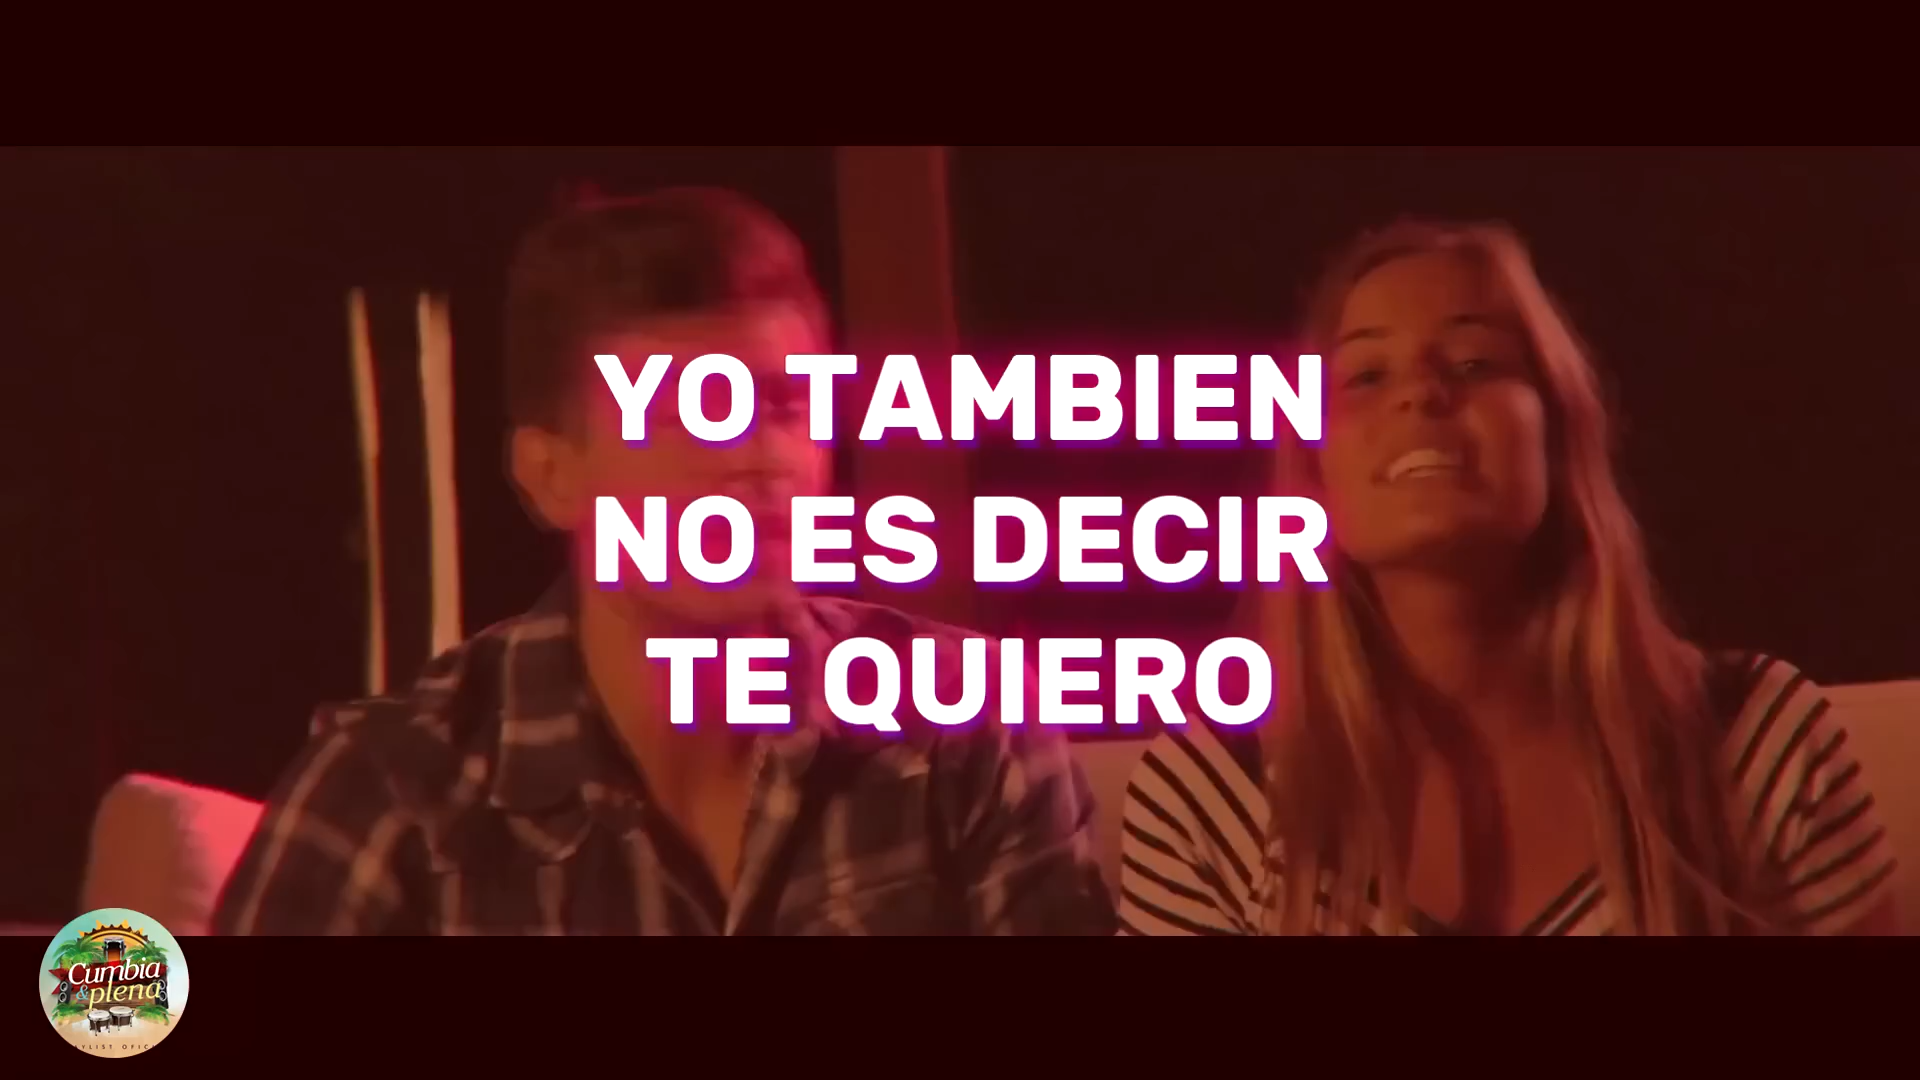 YO TAMBIEN
NO ES DECIR
TE QUIERO
Cumbia
&plena